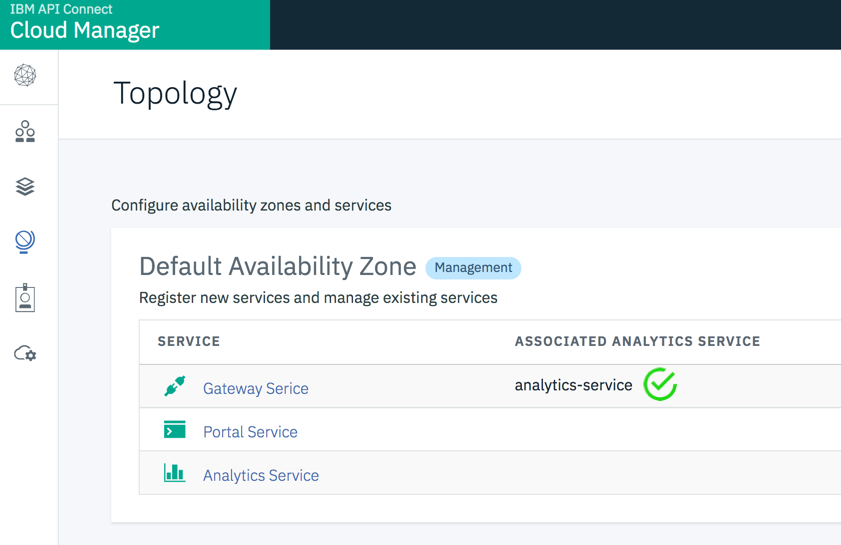 IBM API Connect
Cloud Manager
Topology
Configure availability zones and services
Default Availability Zone Management
Register new services and manage existing services
SERVICE ASSOCIATED ANALYTICS SERVICE
Gateway Serice analytics-service
Portal Service
Analytics Service